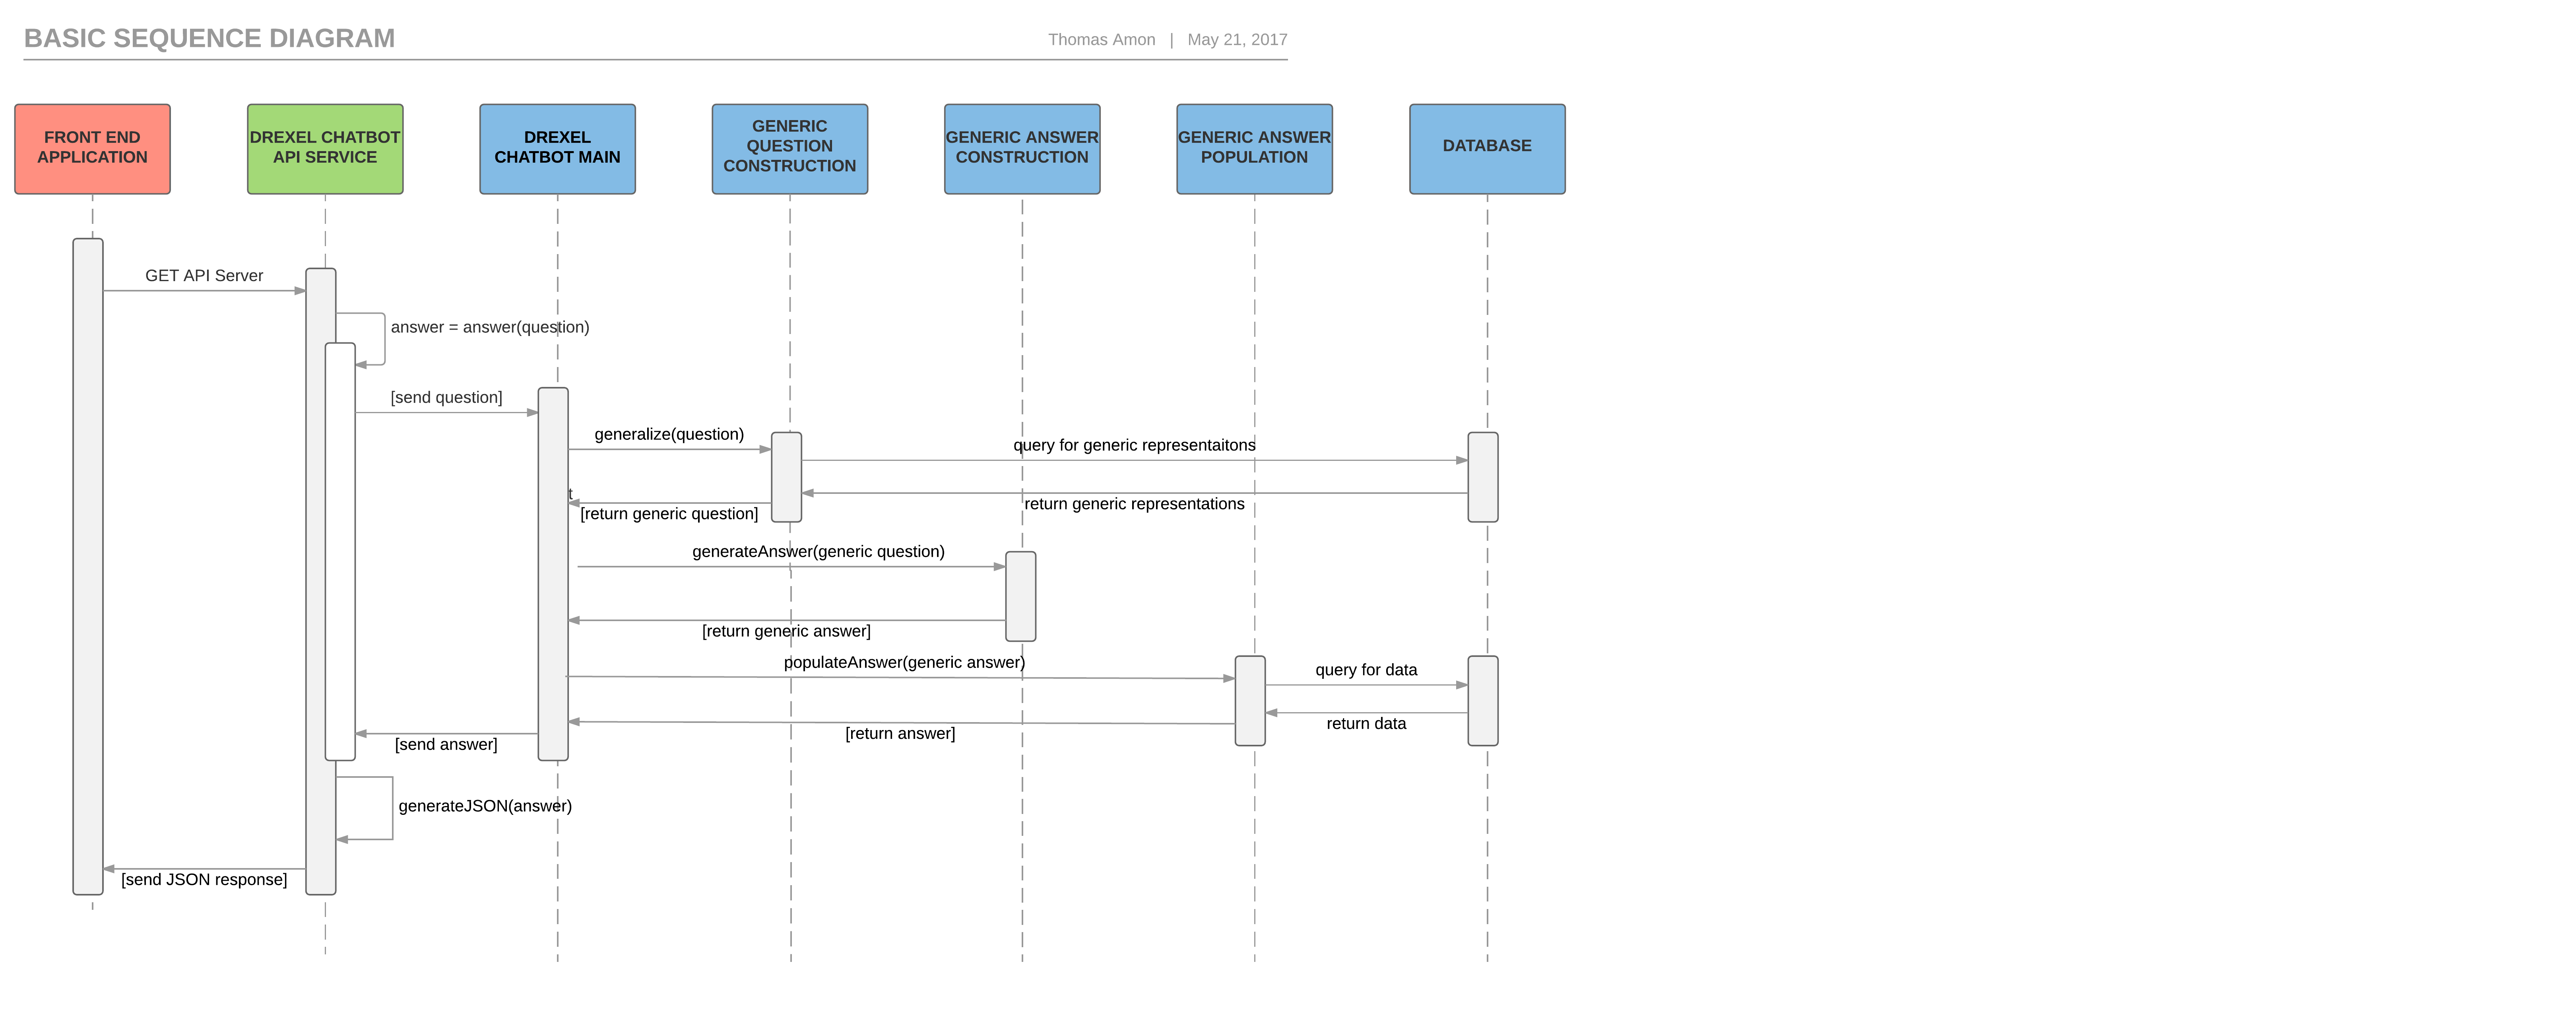 BASIC SEQUENCE DIAGRAM
Thomas Amon | May 21, 2017
FRONT END
APPLICATION
DREXEL CHATBOT
API SERVICE
DREXEL
CHATBOT MAIN
GENERIC
QUESTION
CONSTRUCTION
GENERIC ANSWER
CONSTRUCTION
GENERIC ANSWER
POPULATION
DATABASE
GET API Server
answer = answer(question)
[send question]
generalize(question)
query for generic representaitons
t
return generic representations
[return generic question]
generateAnswer(generic question)
[return generic answer]
populateAnswer(generic answer)
query for data
return data
[return answer]
[send answer]
generateJSON(answer)
[send JSON response]